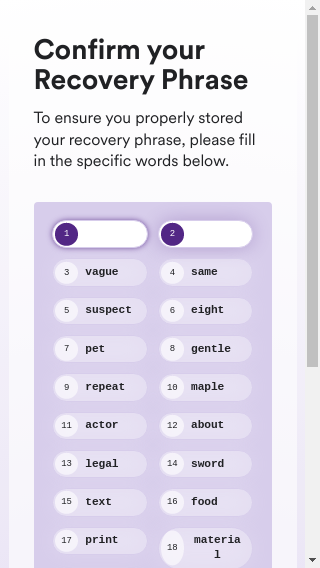 Confirm your
Recovery Phrase
To ensure you properly stored
your recovery phrase, please fill
in the specific words below.
1 2
3 vague 4 same
5 suspect 6 eight
7 pet 8 gentle
9 repeat 10 maple
11 actor 12 about
13 legal 14 sword
15 text 16 food
17 print 18 materia
l